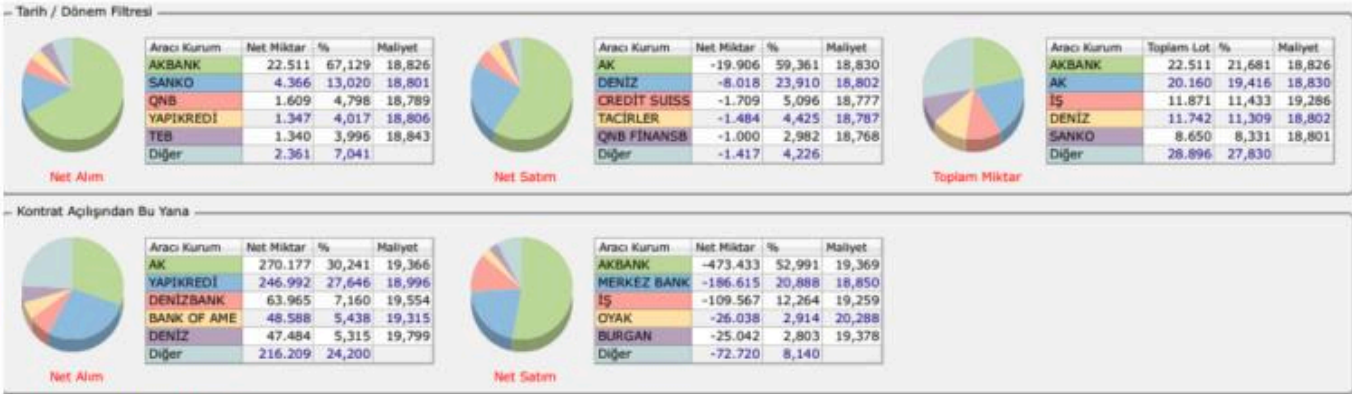 Tarih / Dönem Filtresi
Aracı Kurum Net Miktar % Maliyet
AKBANK 22.511 67,129 18,826
SANKO 4.366 13,020 18,801
QNB 1.609 4,798 18,789
YAPIKREDİ 1.347 4,017 18,806
TEB 1.340 3,996 18,843
Diğer 2.361 7,041
Net Alım
Aracı Kurum Net Miktar % Maliyet
AK -19.906 59,361 18,830
DENİZ -8.018 23,910 18,802
CREDİT SUISS -1.709 5,096 18,777
TACİRLER -1.484 4,425 18,787
QNB FİNANSB -1.000 2,982 18,768
Diğer -1.417 4,226
Net Satım
Aracı Kurum Toplam Lot % Maliyet
AKBANK 22.511 21,681 18,826
AK 20.160 19,416 18,830
İŞ 11.871 11,433 19,286
DENİZ 11.742 11,309 18,802
SANKO 8.650 8,331 18,801
Diğer 28.896 27,830
Toplam Miktar
Kontrat Açılışından Bu Yana
Aracı Kurum Net Miktar % Maliyet
AK 270.177 30,241 19,366
YAPIKREDİ 246.992 27,646 18,996
DENİZBANK 63.965 7,160 19,554
BANK OF AME 48.588 5,438 19,315
DENİZ 47.484 5,315 19,799
Diğer 216.209 24,200
Net Alım
Aracı Kurum Net Miktar % Maliyet
AKBANK -473.433 52,991 19,369
MERKEZ BANK -186.615 20,888 18,850
İŞ -109.567 12,264 19,259
OYAK -26.038 2,914 20,288
BURGAN -25.042 2,803 19,378
Diğer -72.720 8,140
Net Satım